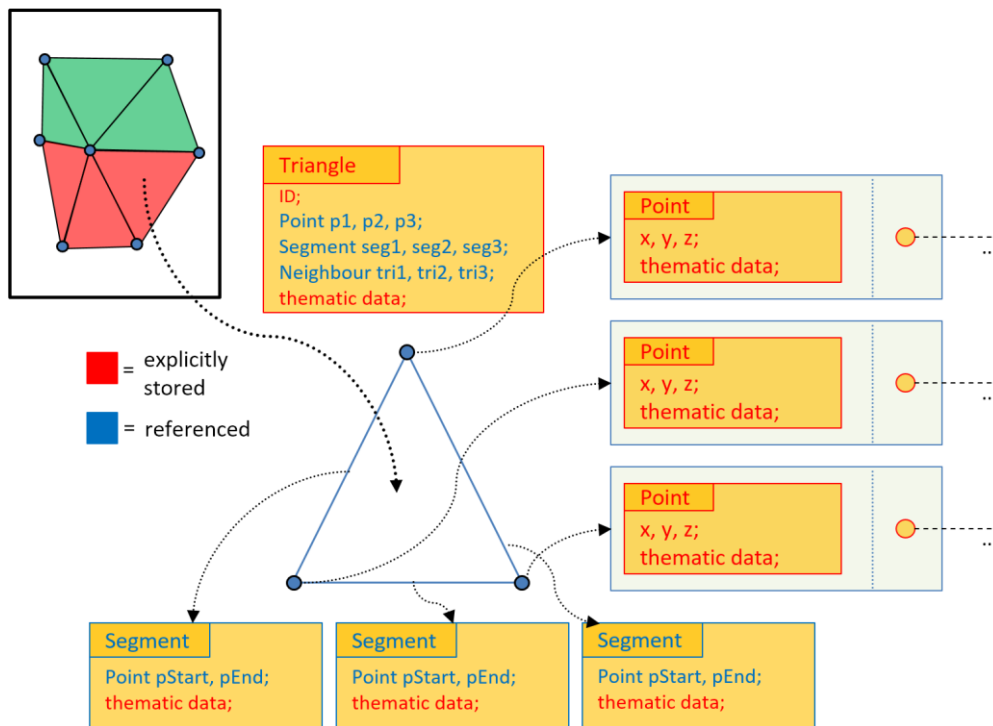 Triangle
ID;
Point p1, p2, p3;
Segment seg1, seg2, seg3;
Neighbour tri1, tri2, tri3;
thematic data;
Point
x, y, z;
thematic data;
..
Point
x, y, z;
thematic data;
..
Point
x, y, z;
thematic data;
..
= explicitly
stored
= referenced
Segment
Point pStart, pEnd;
thematic data;
Segment
Point pStart, pEnd;
thematic data;
Segment
Point pStart, pEnd;
thematic data;